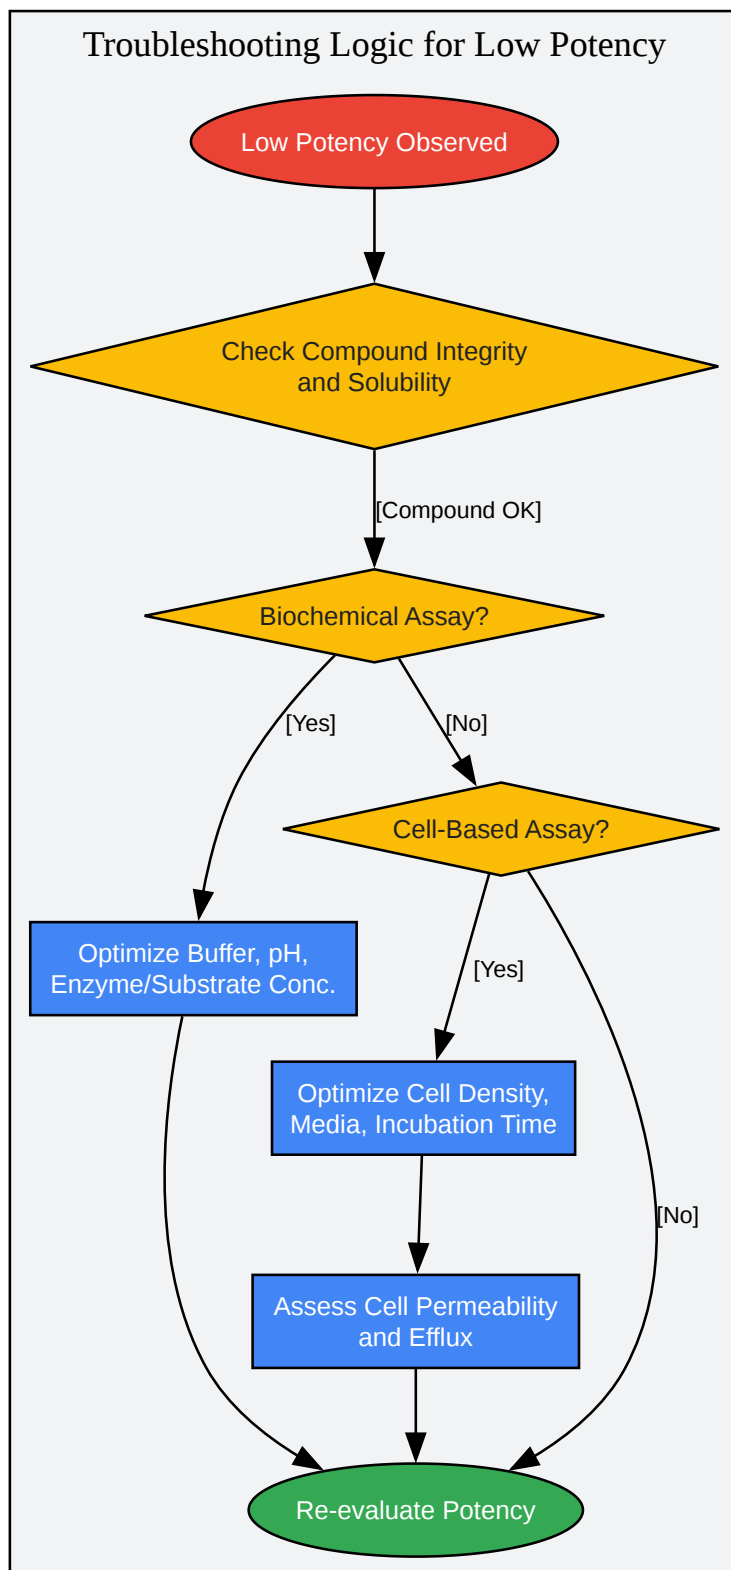 Troubleshooting Logic for Low Potency
Low Potency Observed
Check Compound Integrity
and Solubility
[Compound OK]
Biochemical Assay?
[Yes]
[No]
Cell-Based Assay?
Optimize Buffer, pH,
Enzyme/Substrate Conc.
[Yes]
Optimize Cell Density,
Media, Incubation Time
[No]
Assess Cell Permeability
and Efflux
Re-evaluate Potency